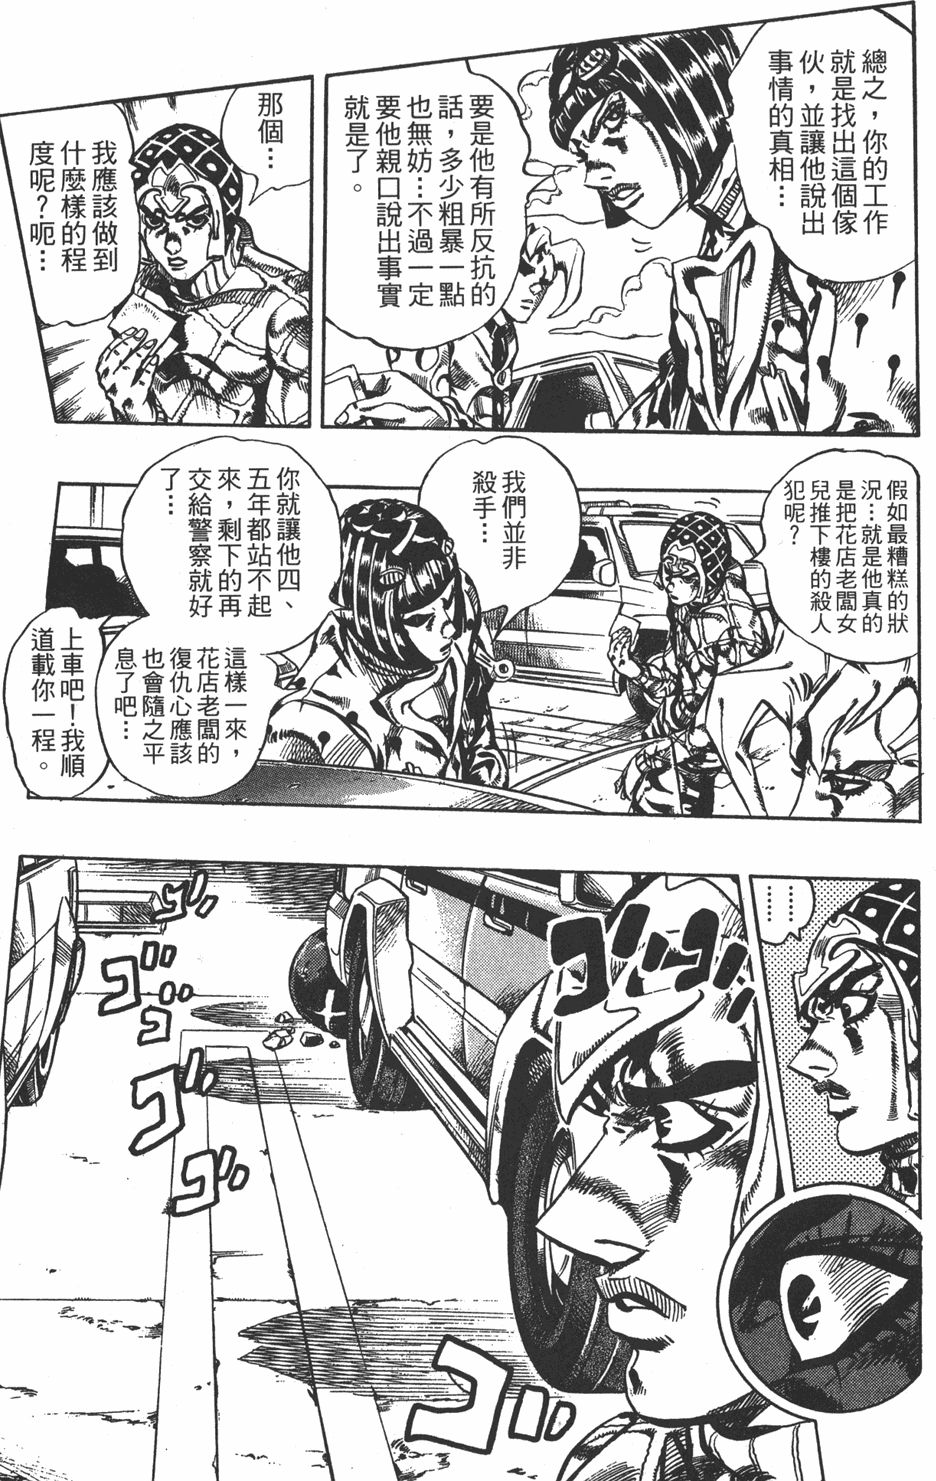 總之，你的工作
就是找出這個傢
伙，並讓他說出
事情的真相…
要是他有所反抗的
話，多少粗暴一點
也無妨…不過一定
要他親口說出事實
就是了。
那個…
我應該做到
什麼樣的程
度呢？呃…
假如最糟糕的狀
況…就是他真的
是把花店老闆女
兒推下樓的殺人
犯呢？
我們並非
殺手…
你就讓他四、
五年都站不起
來，剩下的再
交給警察就好
了…
這樣一來，
花店老闆的
復仇心應該
也會隨之平
息了吧…
上車吧！我順
道載你一程。
……
ゴゴゴ
ゴゴ
ゴゴ
ゴ